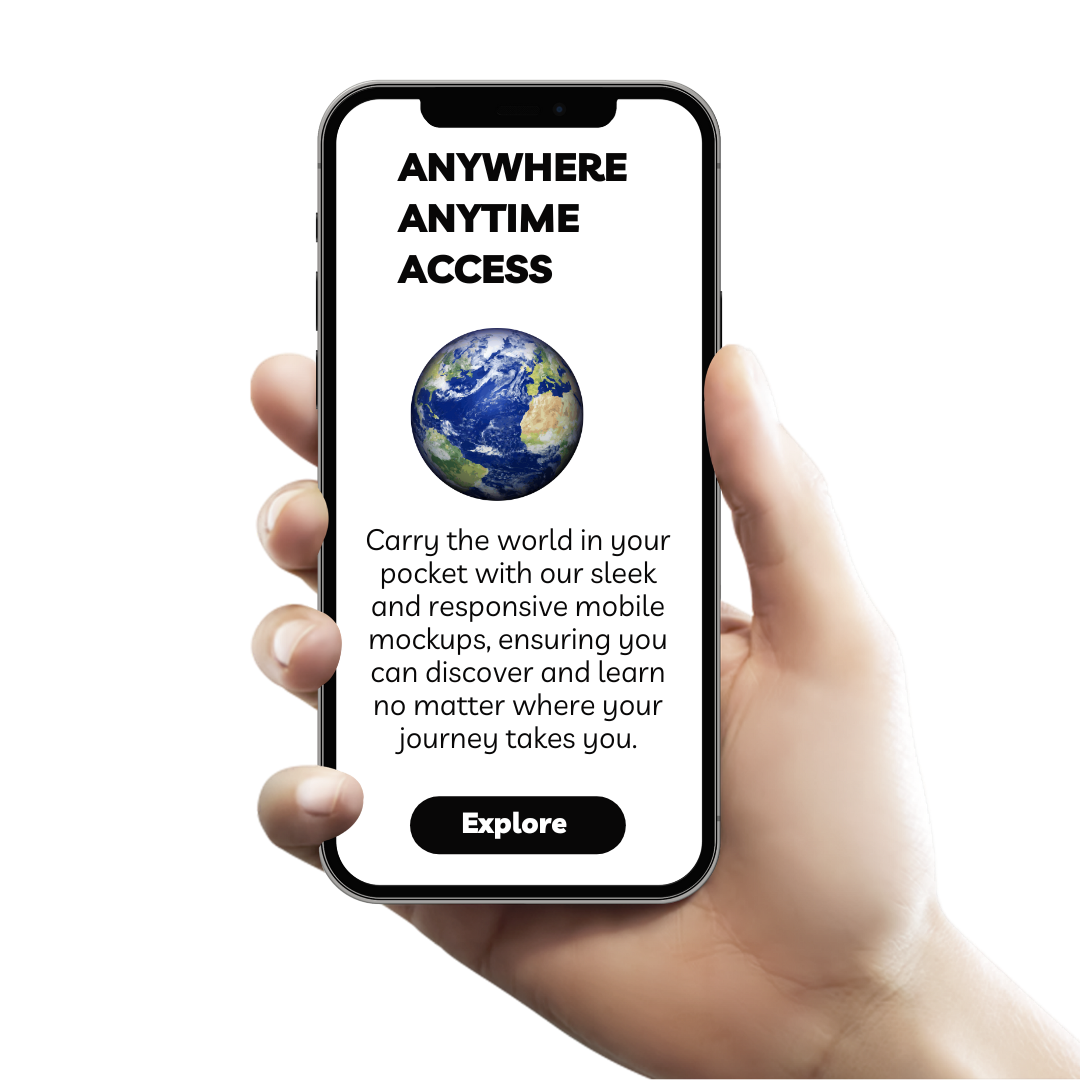 ANYWHERE
ANYTIME
ACCESS
Carry the world in your
pocket with our sleek
and responsive mobile
mockups, ensuring you
can discover and learn
no matter where your
journey takes you.
Explore